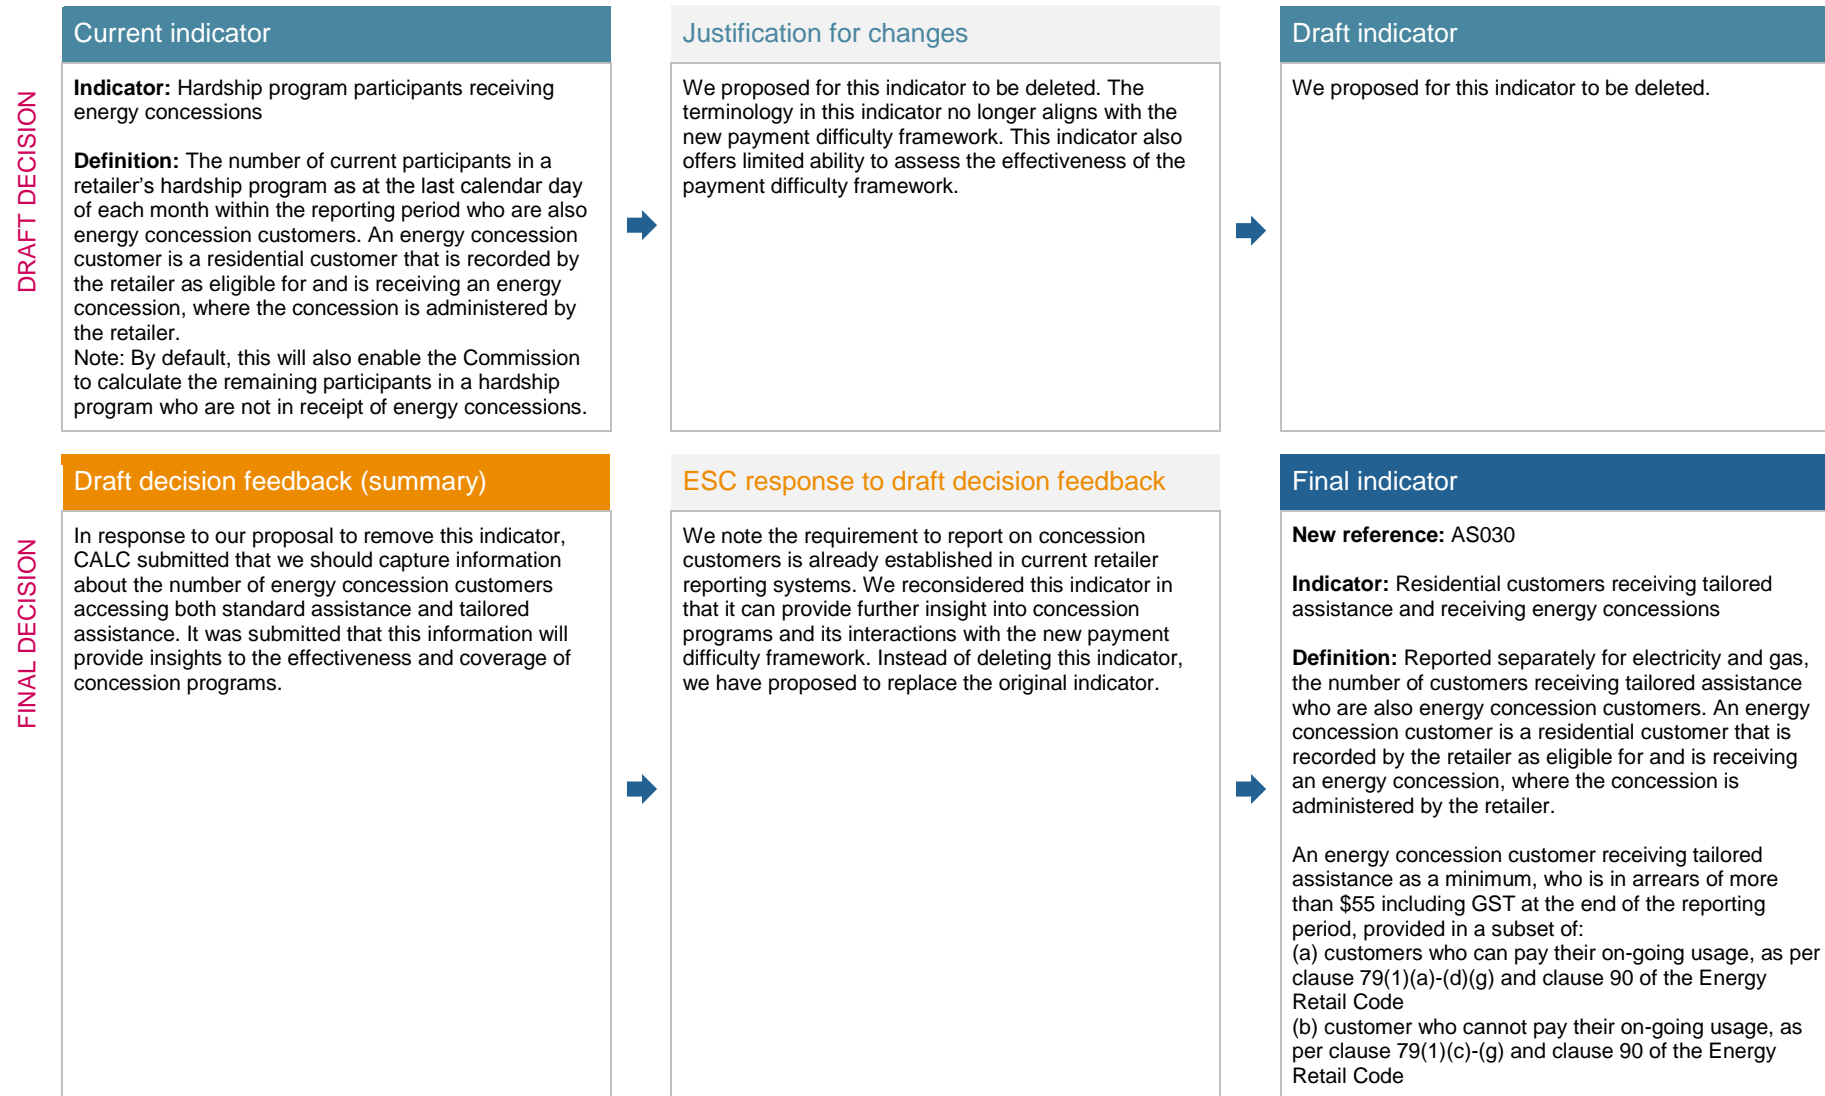 DRAFT DECISION
Current indicator
Indicator: Hardship program participants receiving
energy concessions
Definition: The number of current participants in a
retailer's hardship program as at the last calendar day
of each month within the reporting period who are also
energy concession customers. An energy concession
customer is a residential customer that is recorded by
the retailer as eligible for and is receiving an energy
concession, where the concession is administered by
the retailer.
Note: By default, this will also enable the Commission
to calculate the remaining participants in a hardship
program who are not in receipt of energy concessions.
Justification for changes
We proposed for this indicator to be deleted. The
terminology in this indicator no longer aligns with the
new payment difficulty framework. This indicator also
offers limited ability to assess the effectiveness of the
payment difficulty framework.
Draft indicator
We proposed for this indicator to be deleted.
FINAL DECISION
Draft decision feedback (summary)
In response to our proposal to remove this indicator,
CALC submitted that we should capture information
about the number of energy concession customers
accessing both standard assistance and tailored
assistance. It was submitted that this information will
provide insights to the effectiveness and coverage of
concession programs.
ESC response to draft decision feedback
We note the requirement to report on concession
customers is already established in current retailer
reporting systems. We reconsidered this indicator in
that it can provide further insight into concession
programs and its interactions with the new payment
difficulty framework. Instead of deleting this indicator,
we have proposed to replace the original indicator.
Final indicator
New reference: AS030
Indicator: Residential customers receiving tailored
assistance and receiving energy concessions
Definition: Reported separately for electricity and gas,
the number of customers receiving tailored assistance
who are also energy concession customers. An energy
concession customer is a residential customer that is
recorded by the retailer as eligible for and is receiving
an energy concession, where the concession is
administered by the retailer.
An energy concession customer receiving tailored
assistance as a minimum, who is in arrears of more
than $55 including GST at the end of the reporting
period, provided in a subset of:
(a) customers who can pay their on-going usage, as per
clause 79(1)(a)-(d)(g) and clause 90 of the Energy
Retail Code
(b) customer who cannot pay their on-going usage, as
per clause 79(1)(c)-(g) and clause 90 of the Energy
Retail Code